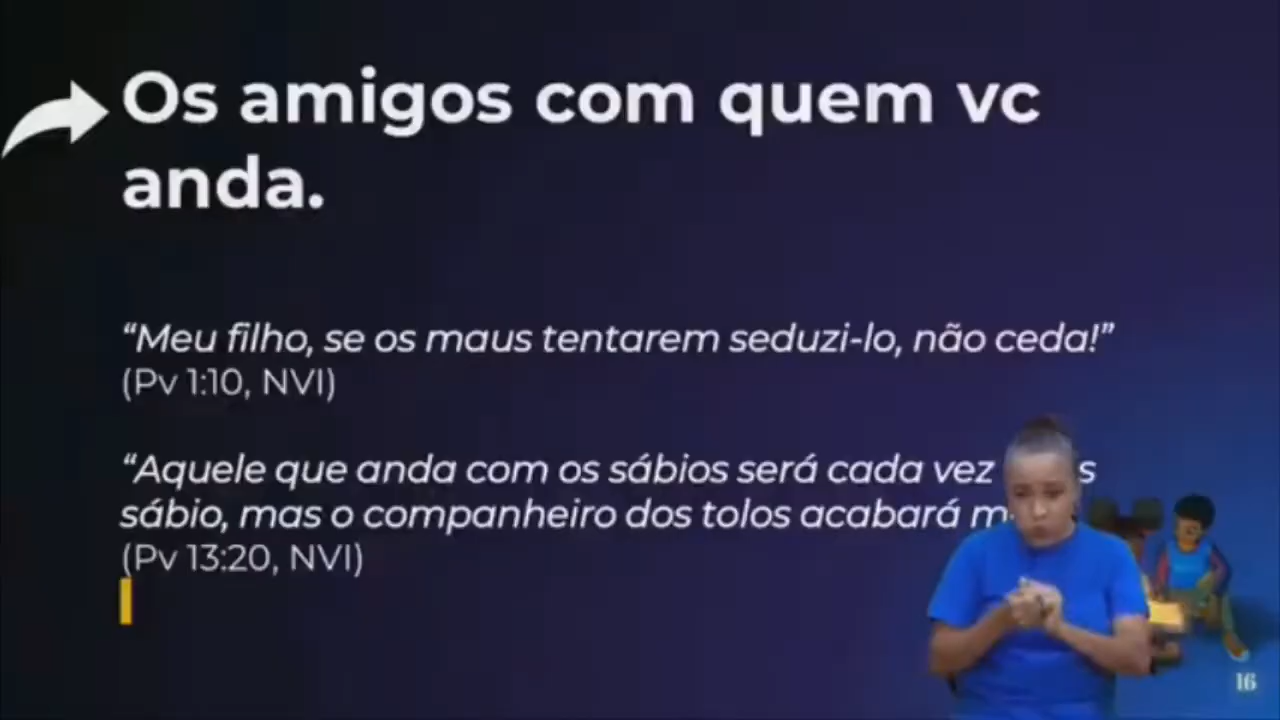 Os amigos com quem vc
anda.
“Meu filho, se os maus tentarem seduzi-lo, não ceda!”
(Pv 1:10, NVI)
“Aquele que anda com os sábios será cada vez
sábio, mas o companheiro dos tolos acabará
(Pv 13:20, NVI)
16